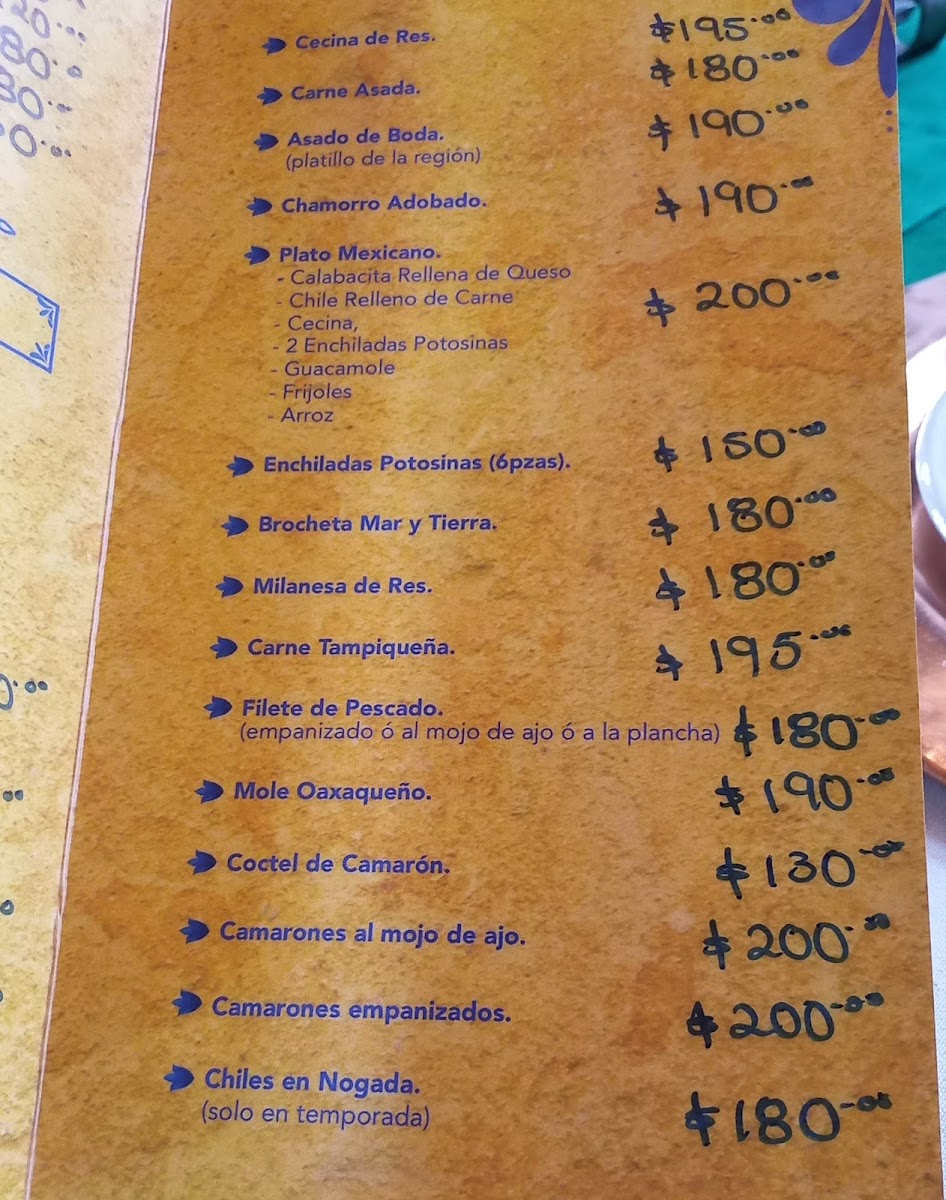 Cecina de Res. $195.00
Carne Asada. $180.00
Asado de Boda. $190.00
(platillo de la región)
Chamorro Adobado. $190.00
Plato Mexicano.
- Calabacita Rellena de Queso
- Chile Relleno de Carne $200.00
- Cecina,
- 2 Enchiladas Potosinas
- Guacamole
- Frijoles
- Arroz
Enchiladas Potosinas (6pzas). $150.00
Brocheta Mar y Tierra. $180.00
Milanesa de Res. $180.00
Carne Tampiqueña. $195.00
Filete de Pescado.
(empanizado ó al mojo de ajo ó a la plancha) $180.00
Mole Oaxaqueño. $190.00
Coctel de Camarón. $130.00
Camarones al mojo de ajo. $200.00
Camarones empanizados. $200.00
Chiles en Nogada.
(solo en temporada) $180.00